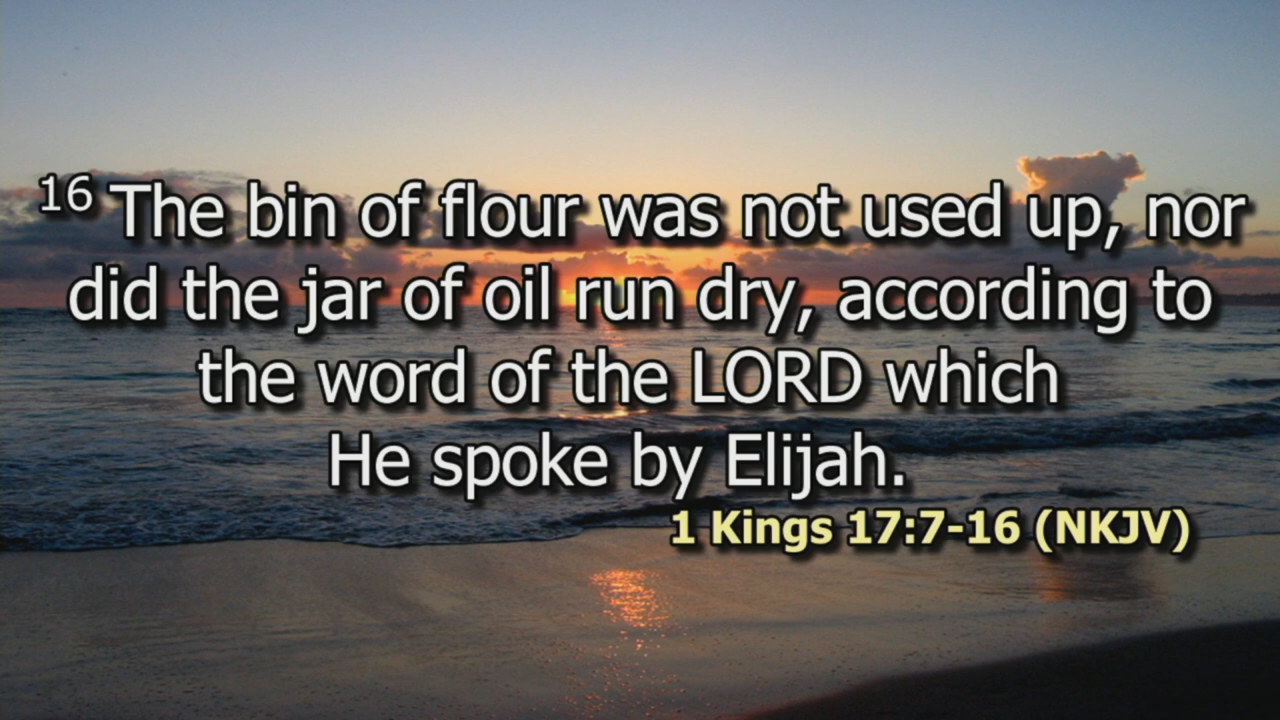 16 The bin of flour was not used up, nor
did the jar of oil run dry, according to
the word of the LORD which
He spoke by Elijah.
1 Kings 17:7-16 (NKJV)